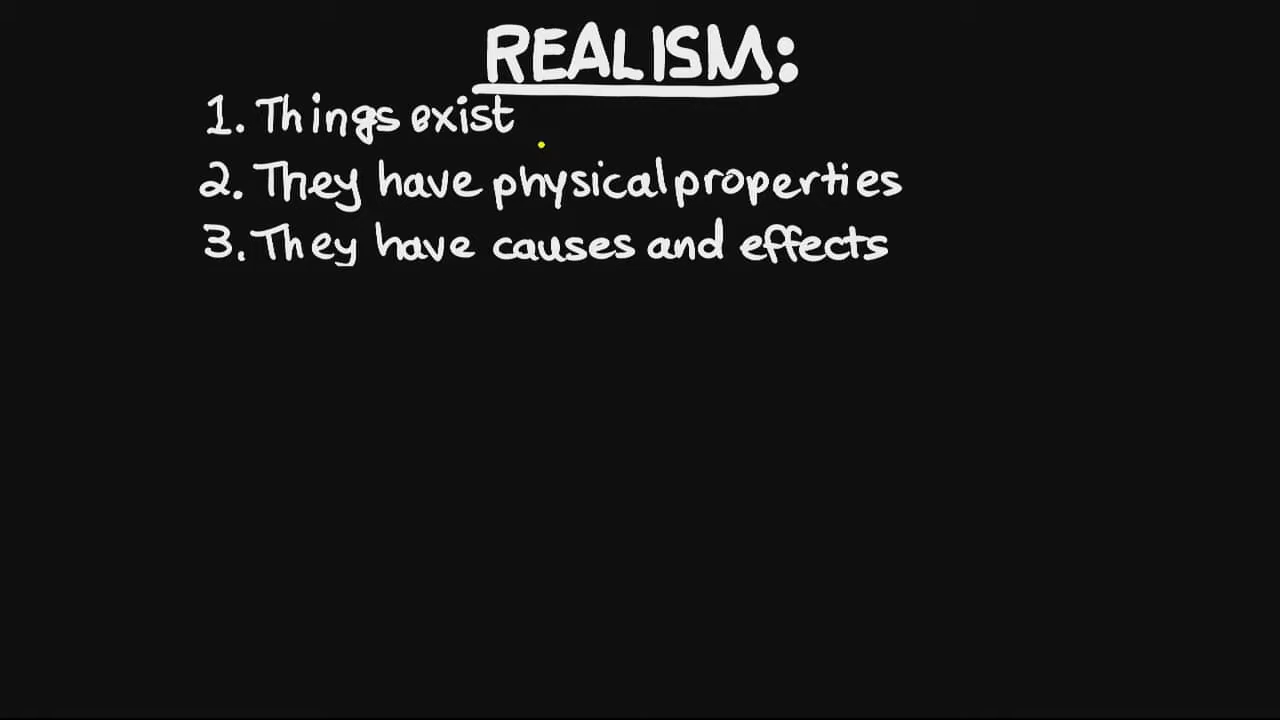 REALISM:
1. Things exist
2. They have physical properties
3. They have causes and effects